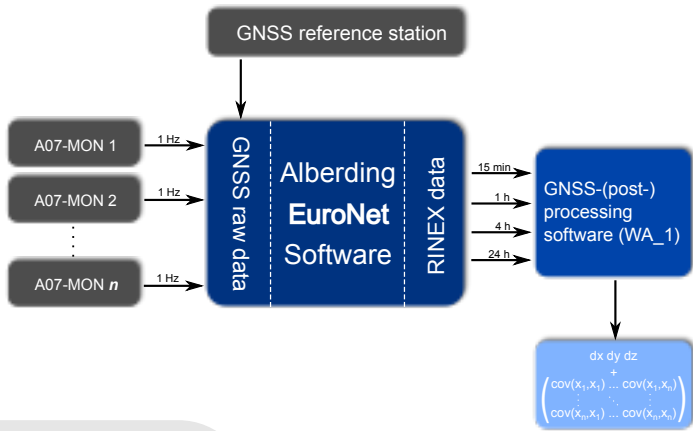 GNSS reference station
A07-MON 1
1 Hz
A07-MON 2
1 Hz
A07-MON n
1 Hz
GNSS raw data
Alberding
EuroNet
Software
RINEX data
15 min
1 h
4 h
24 h
GNSS-(post-)
processing
software (WA_1)
dx dy dz
+
cov(x₁,x₁) ... cov(x₁,xₙ)
cov(xₙ,x₁) ... cov(xₙ,xₙ)